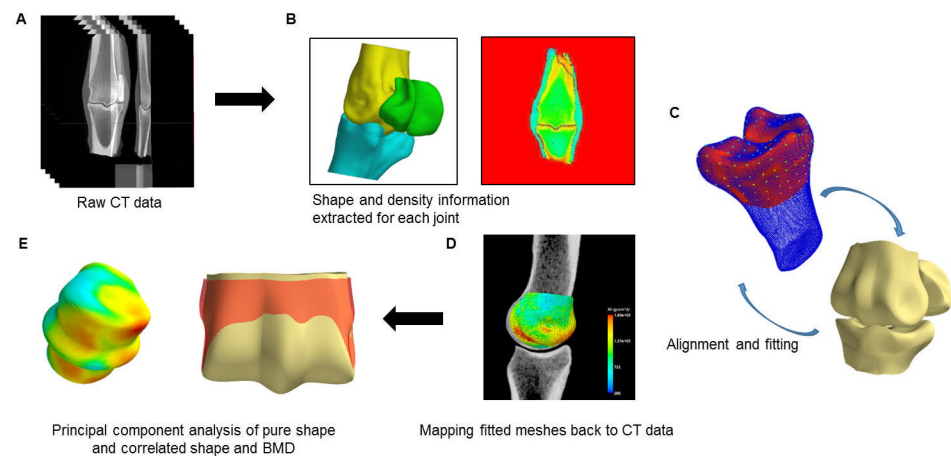 A
B
Raw CT data
Shape and density information
extracted for each joint
C
Alignment and fitting
D
Mapping fitted meshes back to CT data
E
Principal component analysis of pure shape
and correlated shape and BMD